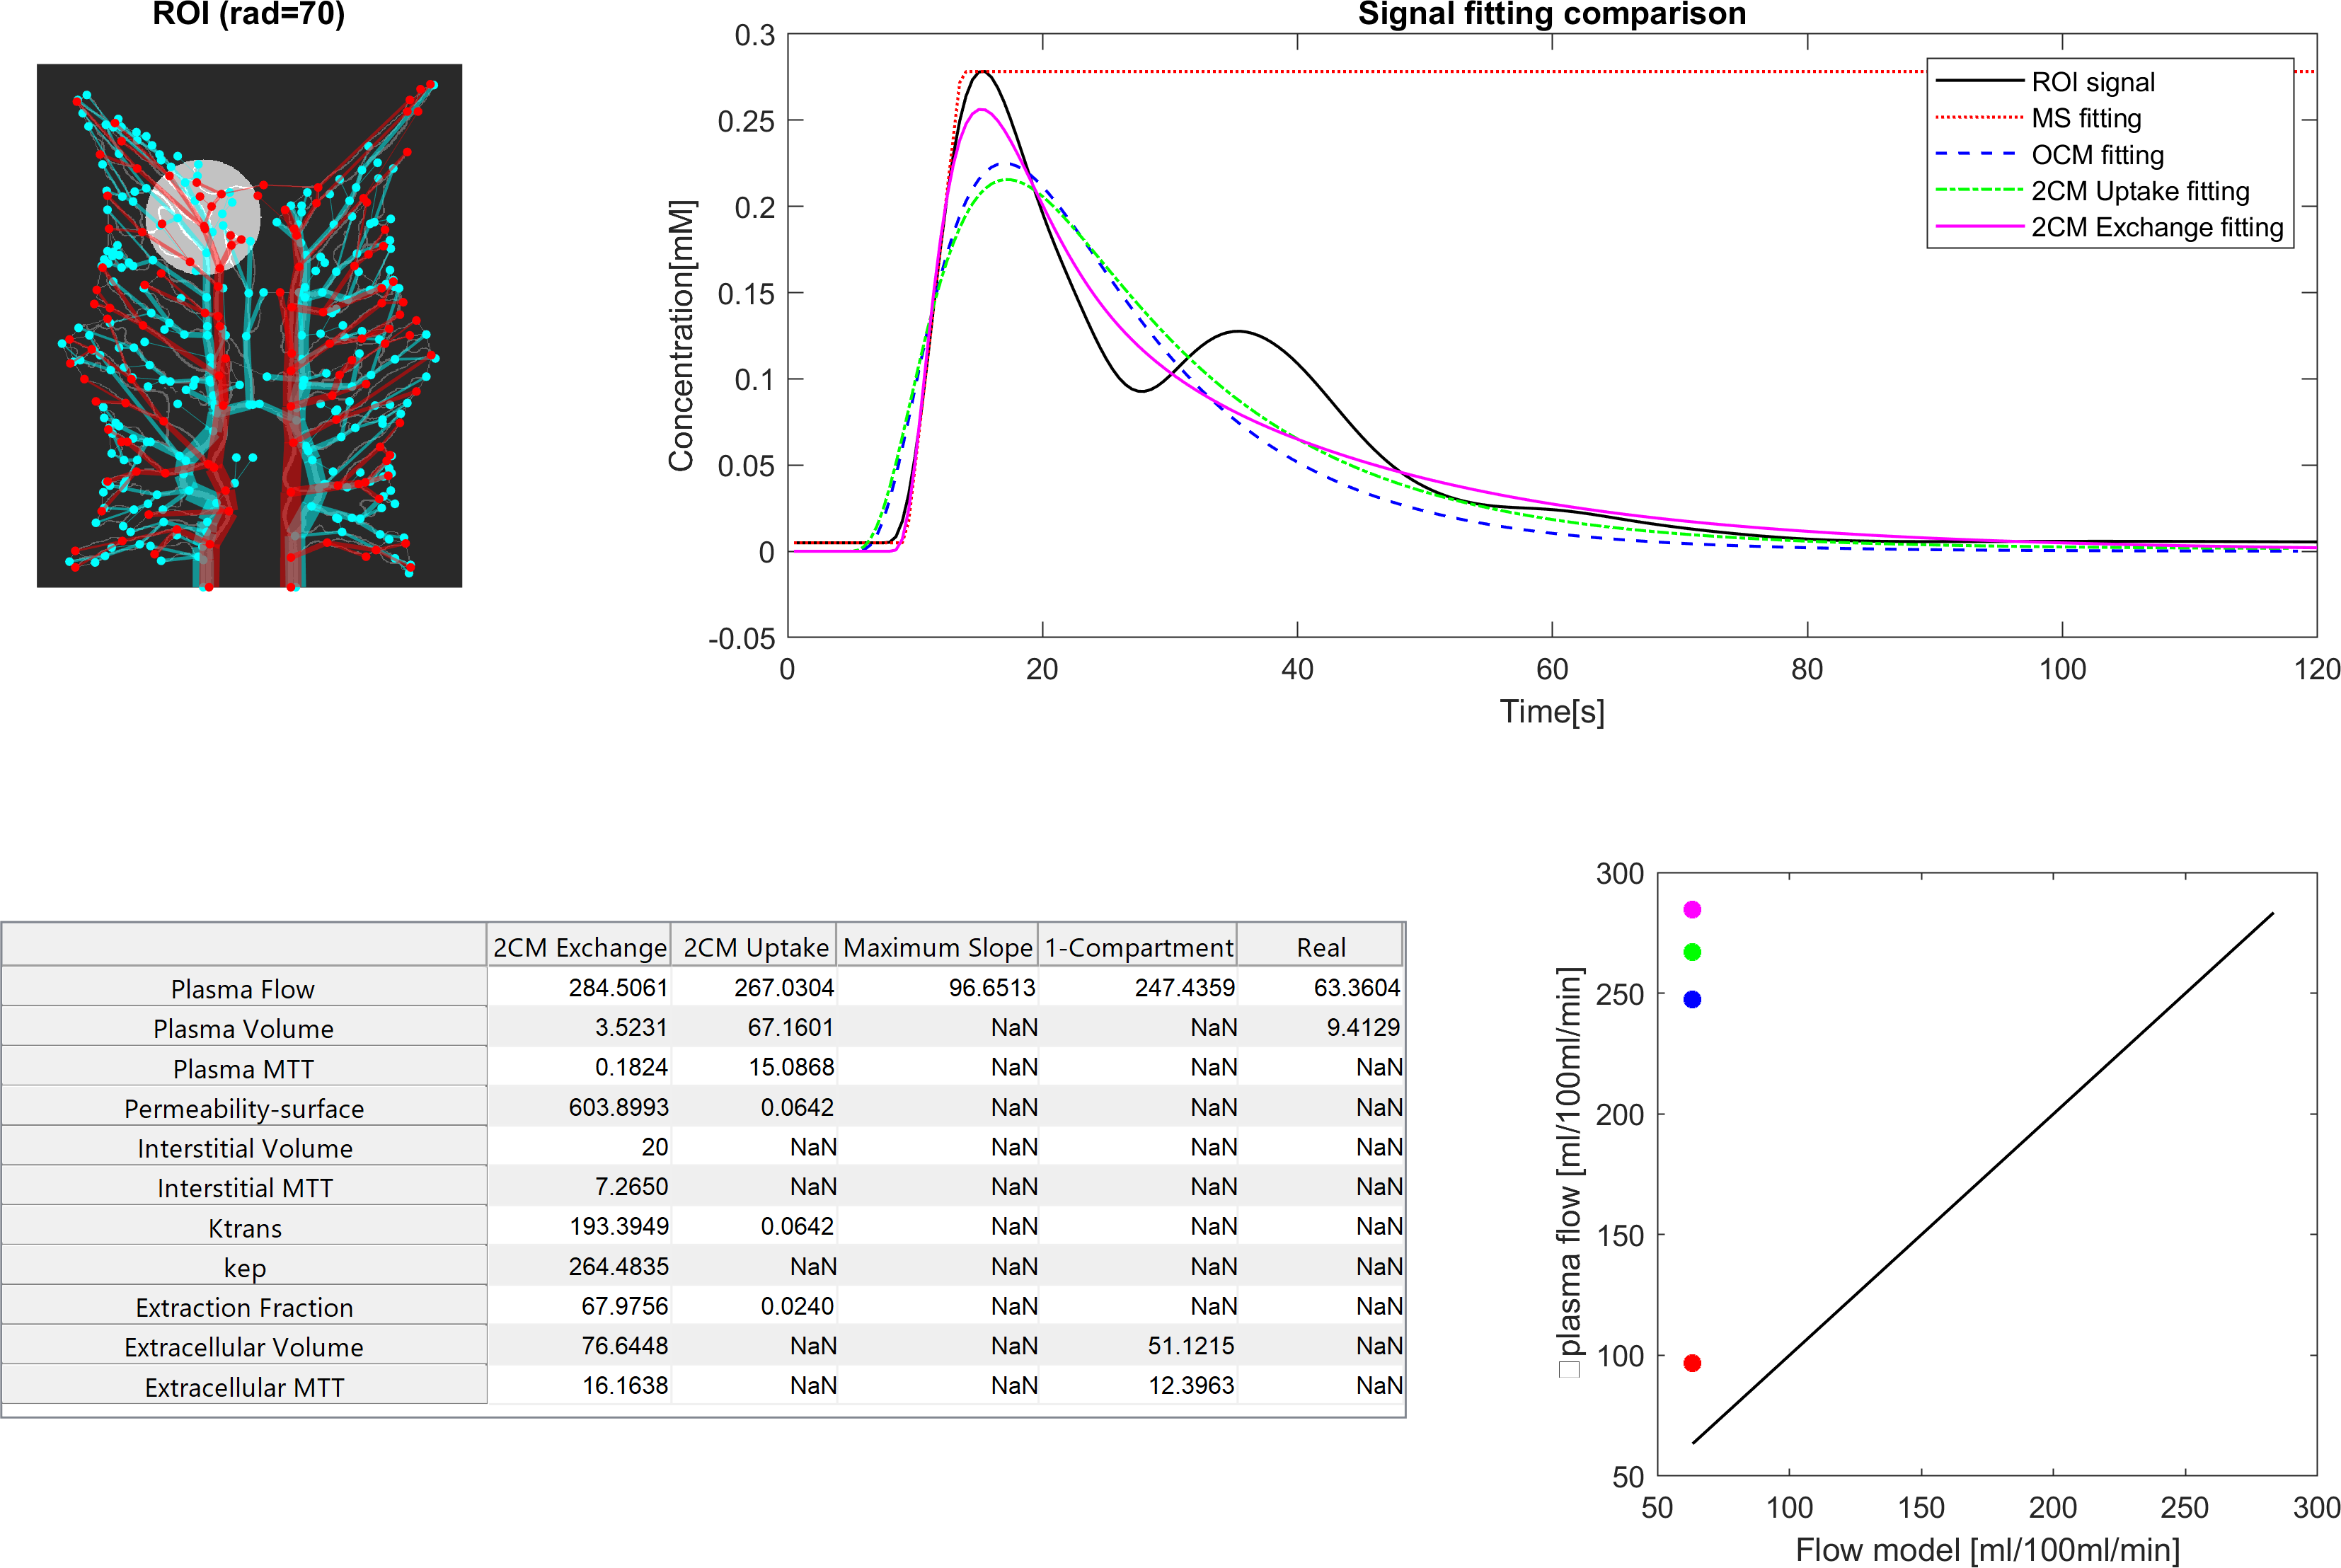 ROI (rad=70)
Signal fitting comparison
Concentration[mM]
0.3
0.25
0.2
0.15
0.1
0.05
0
-0.05
0 20 40 60 80 100 120
Time[s]
ROI signal
MS fitting
OCM fitting
2CM Uptake fitting
2CM Exchange fitting
2CM Exchange 2CM Uptake Maximum Slope 1-Compartment Real
Plasma Flow 284.5061 267.0304 96.6513 247.4359 63.3604
Plasma Volume 3.5231 67.1601 NaN NaN 9.4129
Plasma MTT 0.1824 15.0868 NaN NaN NaN
Permeability-surface 603.8993 0.0642 NaN NaN NaN
Interstitial Volume 20 NaN NaN NaN NaN
Interstitial MTT 7.2650 NaN NaN NaN NaN
Ktrans 193.3949 0.0642 NaN NaN NaN
kep 264.4835 NaN NaN NaN NaN
Extraction Fraction 67.9756 0.0240 NaN NaN NaN
Extracellular Volume 76.6448 NaN NaN 51.1215 NaN
Extracellular MTT 16.1638 NaN NaN 12.3963 NaN
□plasma flow [ml/100ml/min]
300
250
200
150
100
50
50 100 150 200 250 300
Flow model [ml/100ml/min]